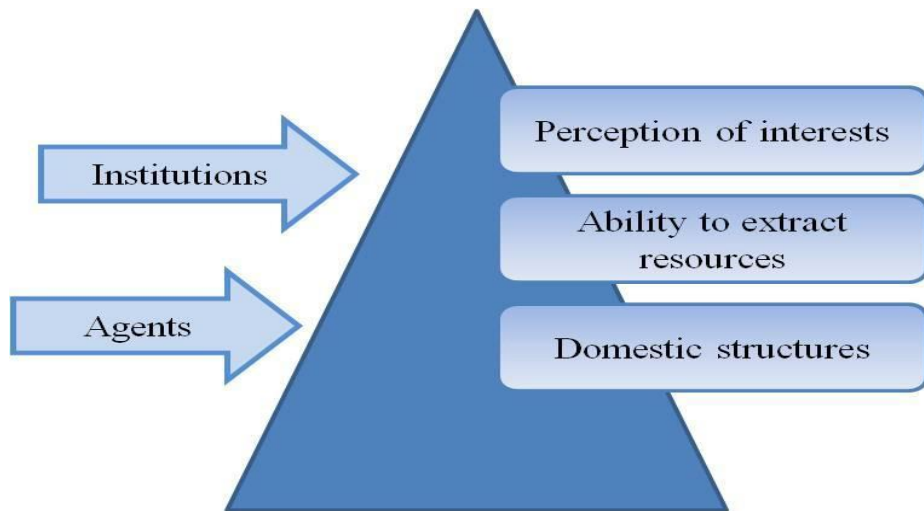 Institutions
Agents
Perception of interests
Ability to extract
resources
Domestic structures